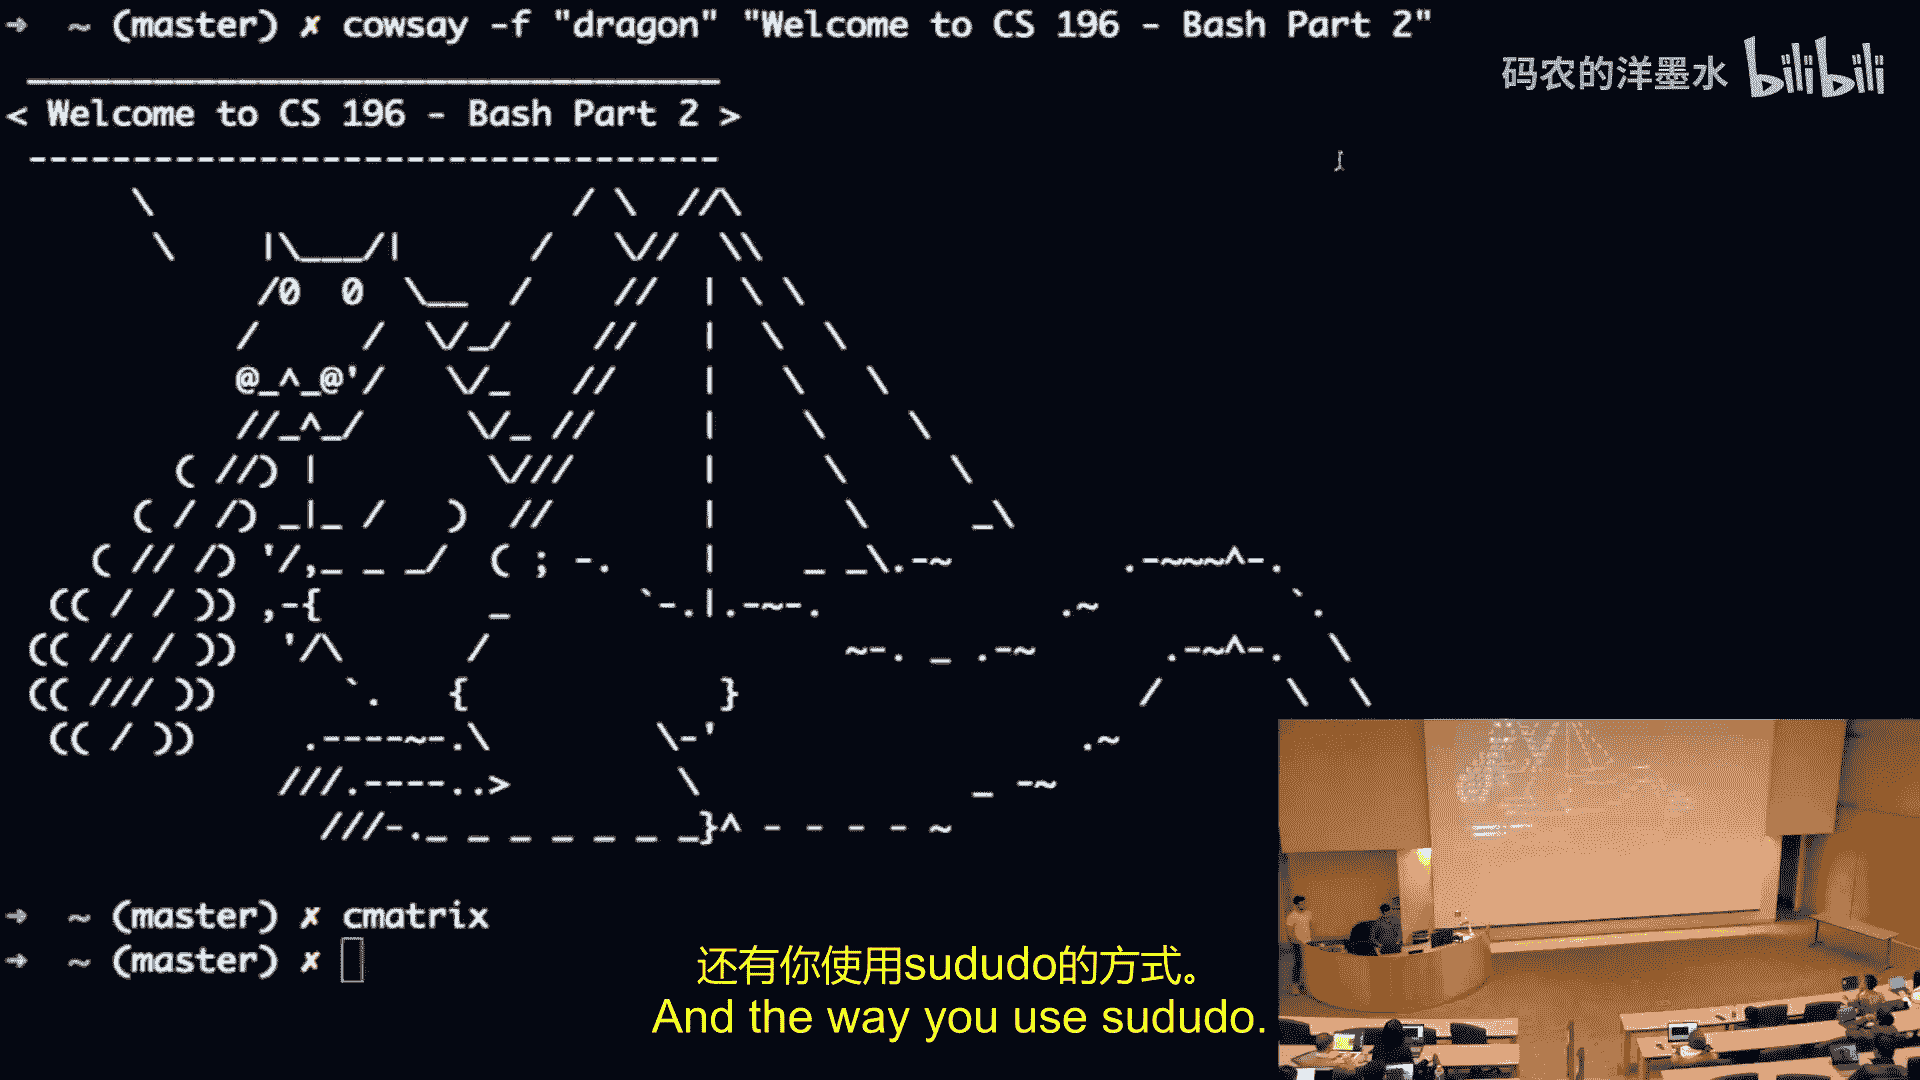 ➜  ~ (master) ✗ cowsay -f "dragon" "Welcome to CS 196 - Bash Part 2"
码农的洋墨水 bilibili
< Welcome to CS 196 - Bash Part 2 >
➜  ~ (master) ✗ cmatrix
➜  ~ (master) ✗
还有你使用sududo的方式。
And the way you use sududo.